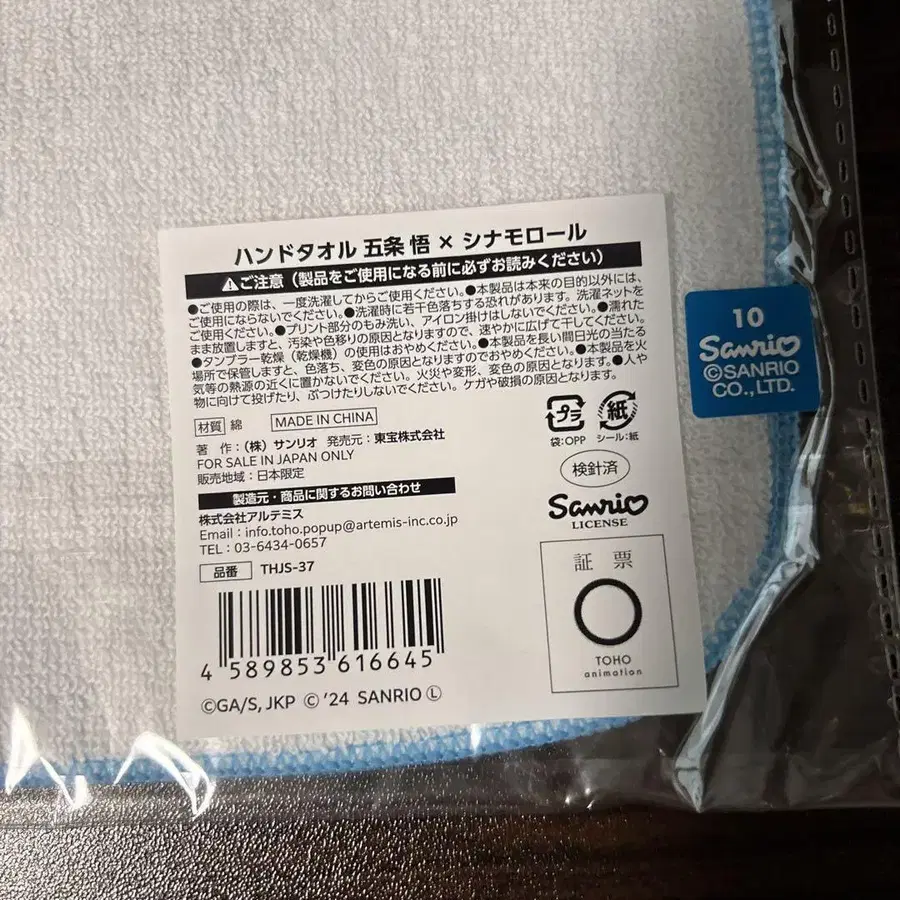 ハンドタオル 五条 悟 × シナモロール
⚠ご注意（製品をご使用になる前に必ずお読みください）
●ご使用の際は、一度洗濯してからご使用ください。●本製品は本来の目的以外には、
ご使用にならないでください。●洗濯時に若干色落ちする恐れがあります。洗濯ネットを
ご使用ください。●プリント部分のもみ洗い、アイロン掛けはしないでください。●濡れた
まま放置しますと、汚染や色移りの原因となりますので、速やかに広げて干してください。
●タンブラー乾燥（乾燥機）の使用はおやめください。●本製品を長い間日光の当たる
場所で保管しますと、色落ち、変色の原因となりますのでおやめください。●本製品を火
気等の熱源の近くに置かないでください。火災や変形、変色の原因となります。●人や
物に向けて投げたり、ぶつけたりしないでください。ケガや破損の原因となります。
材質 綿 MADE IN CHINA
著 作：（株）サンリオ 発売元：東宝株式会社
FOR SALE IN JAPAN ONLY
販売地域：日本限定
製造元・商品に関するお問い合わせ
株式会社アルテミス
Email：info.toho.popup@artemis-inc.co.jp
TEL：03-6434-0657
品番 THJS-37
4 589853 616645
©GA/S, JKP © '24 SANRIO Ⓛ
プラ
袋：OPP
紙
シール：紙
検針済
Sanrio
LICENSE
証 票
TOHO
animation
10
Sanrio
©SANRIO
CO.,LTD.